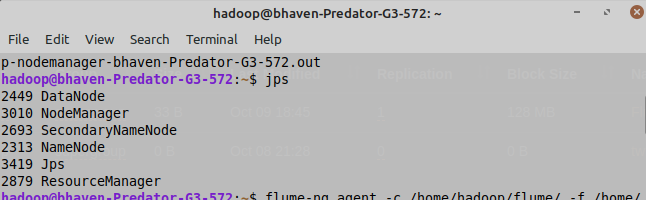 hadoop@bhaven-Predator-G3-572: ~
File Edit View Search Terminal Help
p-nodemanager-bhaven-Predator-G3-572.out
hadoop@bhaven-Predator-G3-572:~$ jps
2449 DataNode
3010 NodeManager
2693 SecondaryNameNode
2313 NameNode
3419 Jps
2879 ResourceManager
hadoop@bhaven-Predator-G3-572:~$ flume-ng agent -c /home/hadoop/flume/ -f /home/